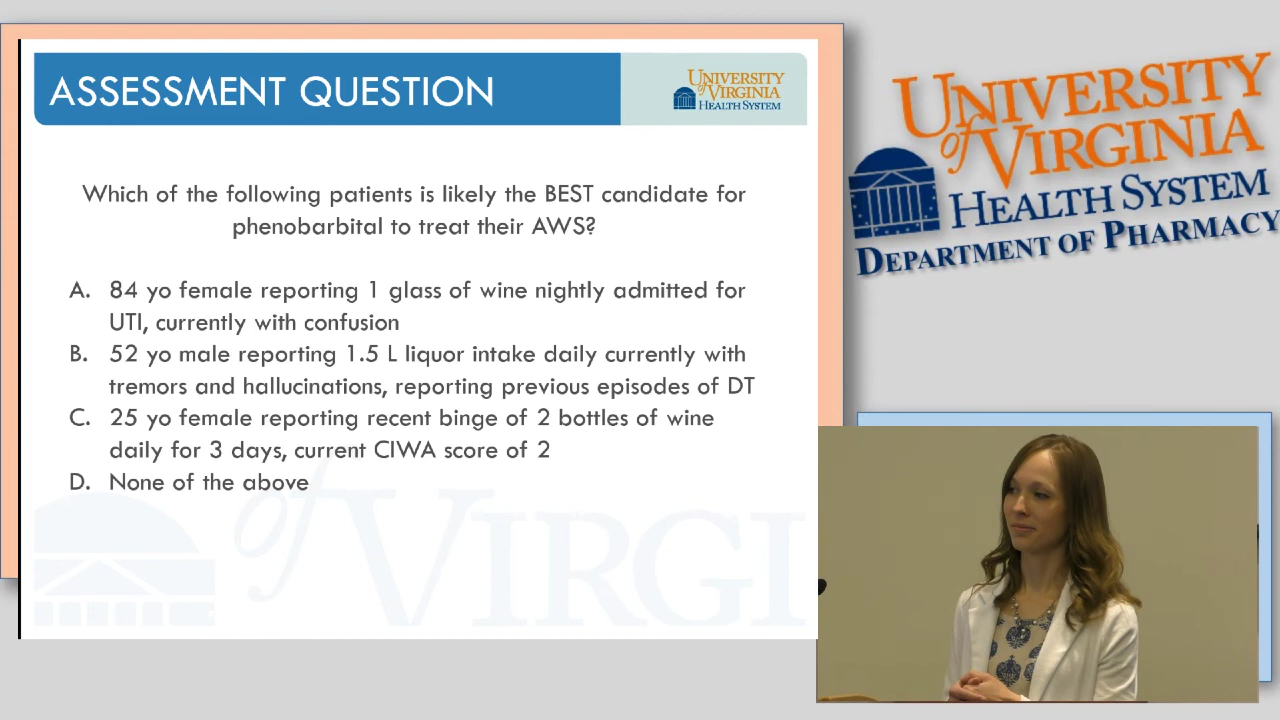 ASSESSMENT QUESTION
UNIVERSITY
of VIRGINIA
HEALTH SYSTEM
Which of the following patients is likely the BEST candidate for
phenobarbital to treat their AWS?
A. 84 yo female reporting 1 glass of wine nightly admitted for
UTI, currently with confusion
B. 52 yo male reporting 1.5 L liquor intake daily currently with
tremors and hallucinations, reporting previous episodes of DT
C. 25 yo female reporting recent binge of 2 bottles of wine
daily for 3 days, current CIWA score of 2
D. None of the above
of VIRGI
UNIVERSITY
of VIRGINIA
HEALTH SYSTEM
DEPARTMENT OF PHARMACY